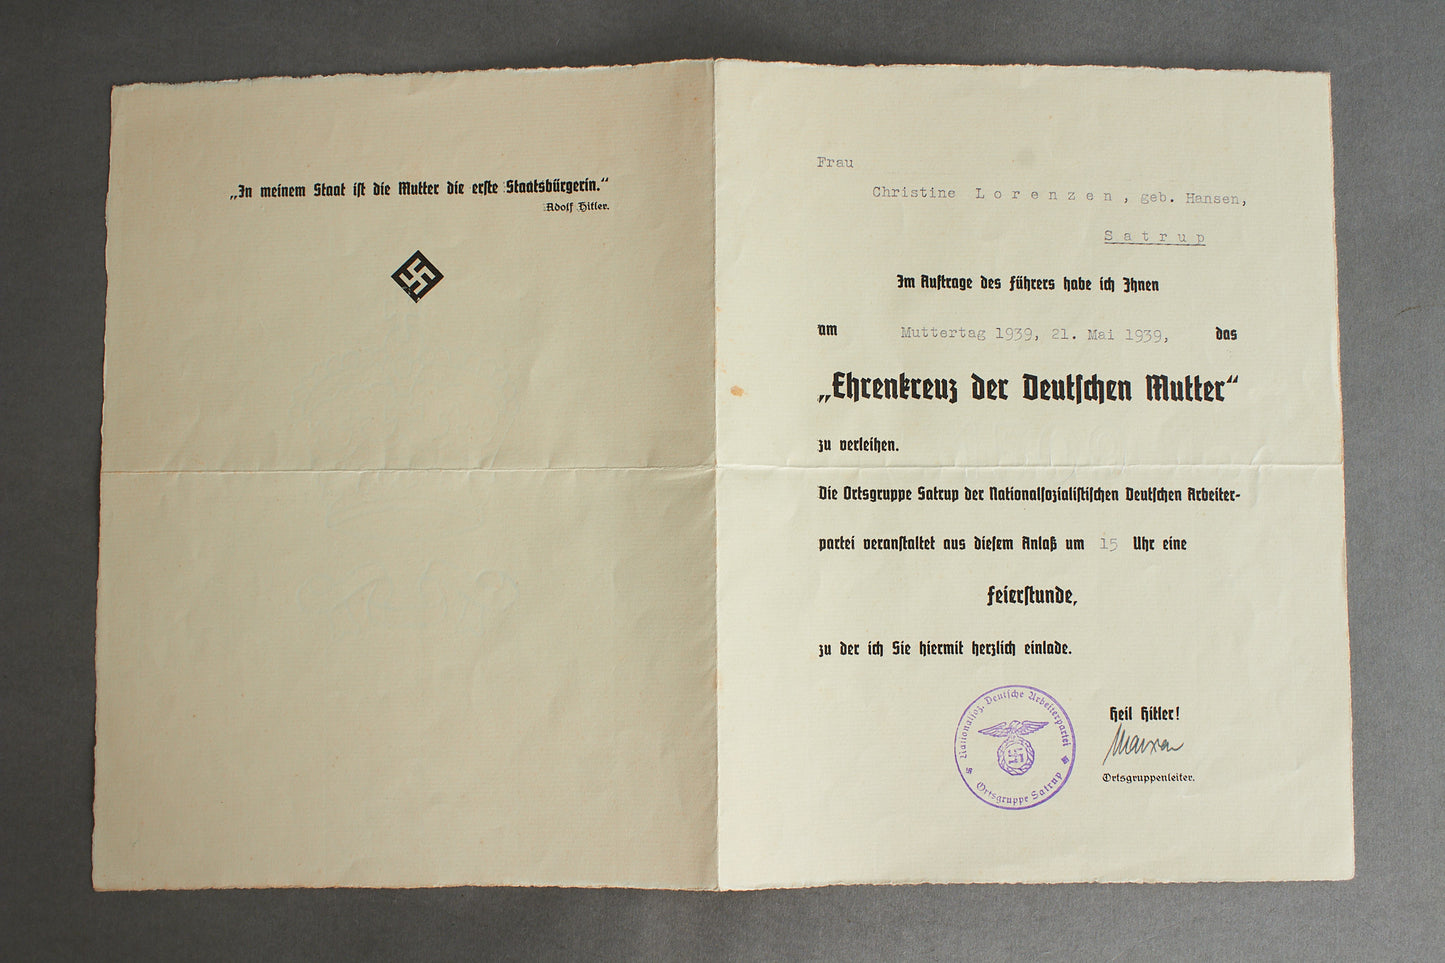 „In meinem Staat ist die Mutter die erste Staatsbürgerin.“
Adolf Hitler.
Frau
Christine Lorenzen, geb. Hansen,
Satrup
Im Auftrage des Führers habe ich Ihnen
am Muttertag 1939, 21. Mai 1939, das
„Ehrenkreuz der Deutschen Mutter“
zu verleihen.
Die Ortsgruppe Satrup der Nationalsozialistischen Deutschen Arbeiter-
partei veranstaltet aus diesem Anlaß um 15 Uhr eine
Feierstunde,
zu der ich Sie hiermit herzlich einlade.
Nationalsoz. Deutsche Arbeiterpartei
Ortsgruppe Satrup
Heil Hitler!
Ortsgruppenleiter.